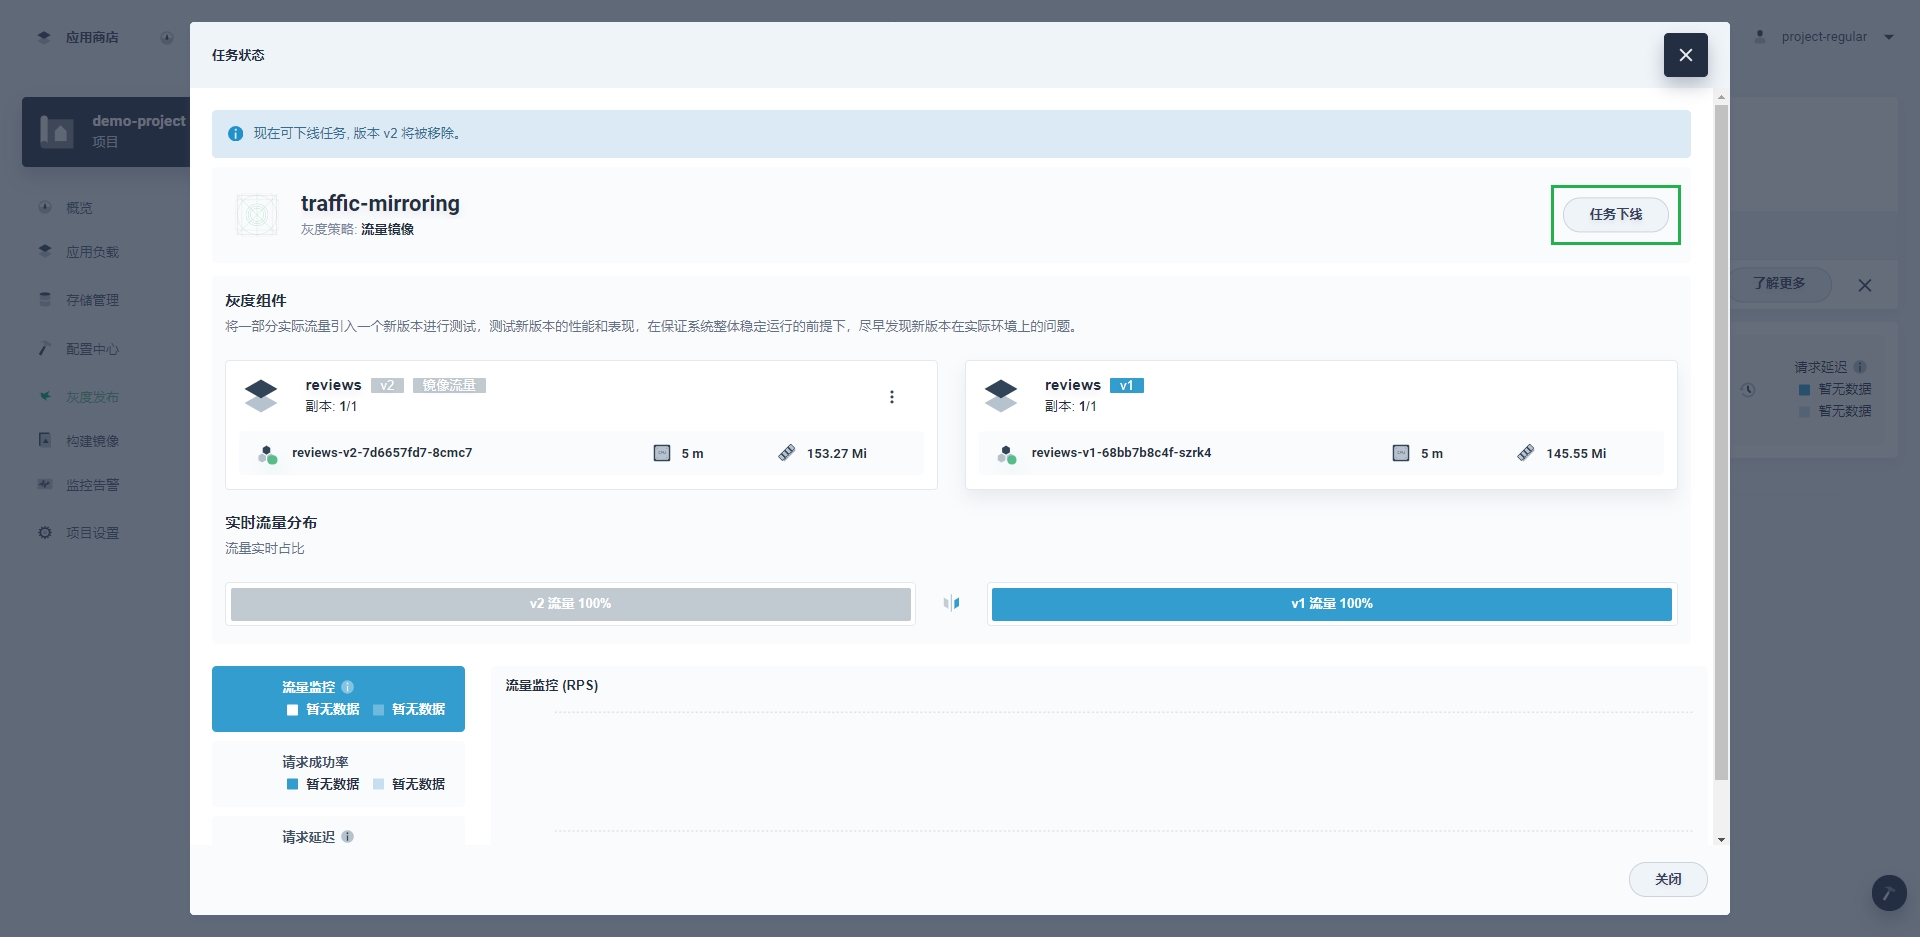 应用商店
project-regular
任务状态
demo-project
项目
现在可下线任务, 版本 v2 将被移除。
traffic-mirroring
灰度策略: 流量镜像
任务下线
概览
应用负载
存储管理
配置中心
灰度发布
构建镜像
监控告警
项目设置
了解更多
灰度组件
将一部分实际流量引入一个新版本进行测试，测试新版本的性能和表现，在保证系统整体稳定运行的前提下，尽早发现新版本在实际环境上的问题。
reviews v2 镜像流量
副本: 1/1
reviews-v2-7d6657fd7-8cmc7 5 m 153.27 Mi
reviews v1
副本: 1/1
reviews-v1-68bb7b8c4f-szrk4 5 m 145.55 Mi
请求延迟
暂无数据
暂无数据
实时流量分布
流量实时占比
v2 流量 100%
v1 流量 100%
流量监控
暂无数据 暂无数据
请求成功率
暂无数据 暂无数据
请求延迟
流量监控 (RPS)
关闭